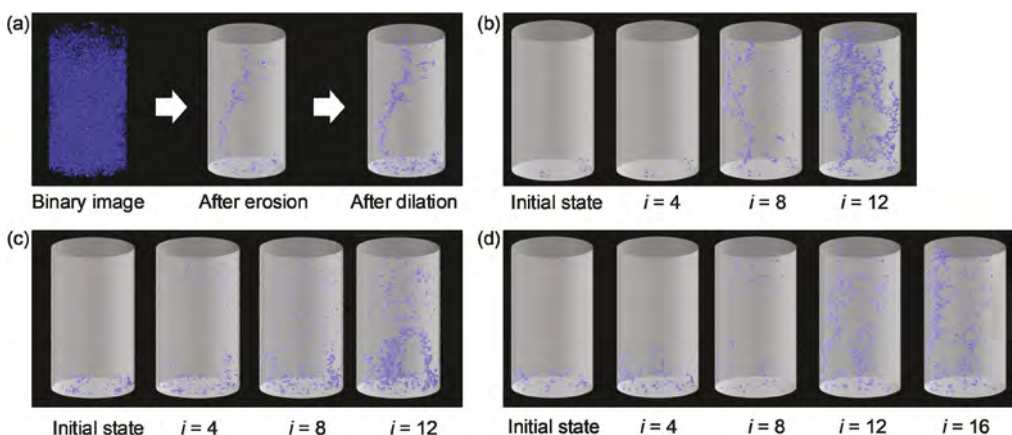 (a)
Binary image After erosion After dilation
(b)
Initial state i = 4 i = 8 i = 12
(c)
Initial state i = 4 i = 8 i = 12
(d)
Initial state i = 4 i = 8 i = 12 i = 16